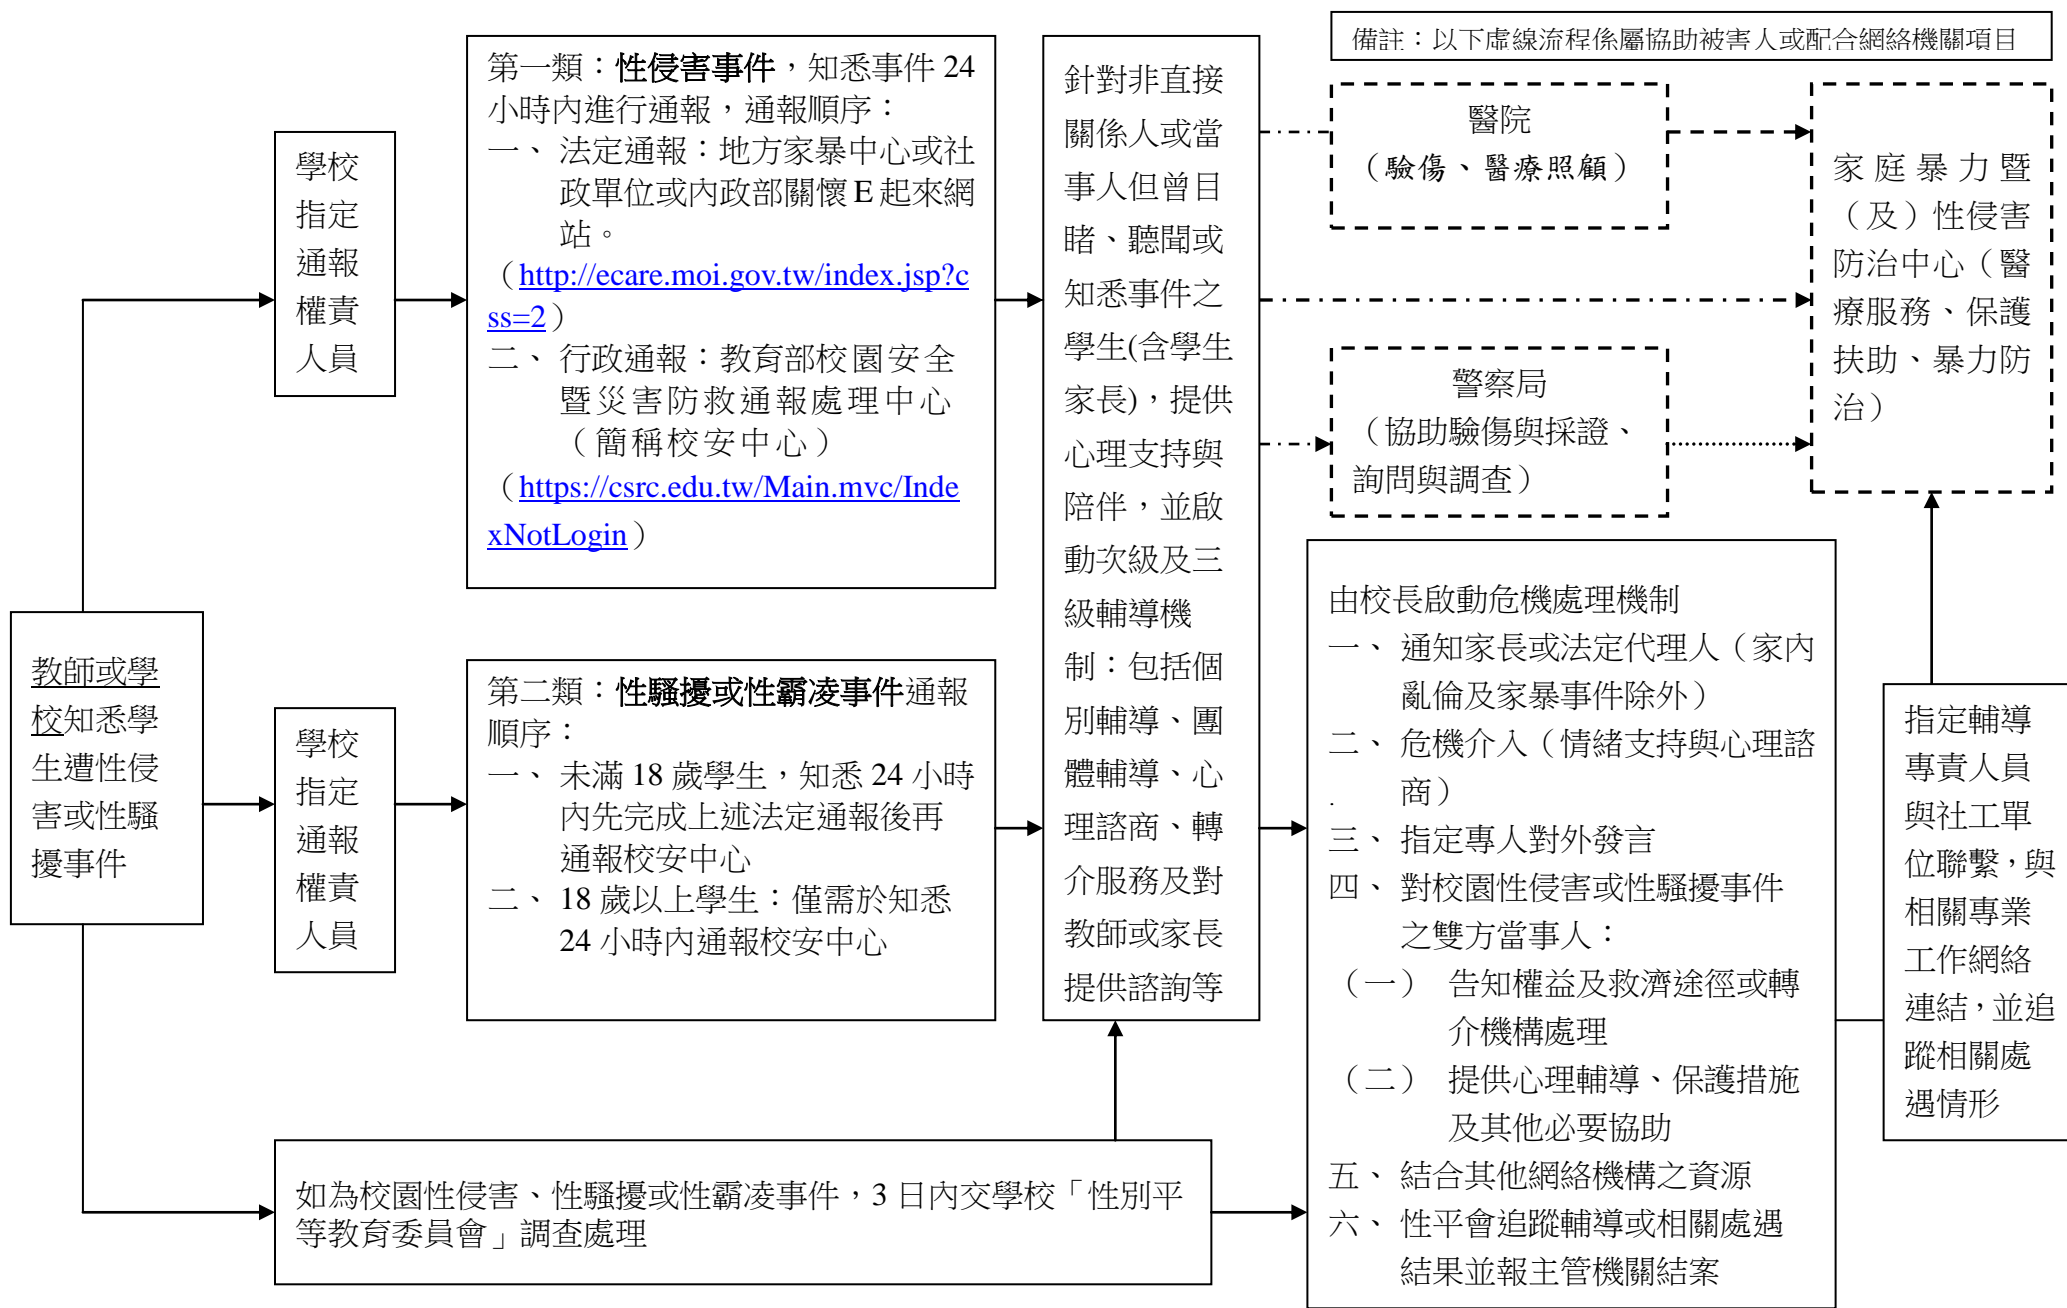 備註：以下虛線流程係屬協助被害人或配合網絡機關項目
第一類：性侵害事件，知悉事件 24
小時內進行通報，通報順序：
一、 法定通報：地方家暴中心或社
政單位或內政部關懷 E 起來網
站。
（http://ecare.moi.gov.tw/index.jsp?c
ss=2）
二、 行政通報：教育部校園安全
暨災害防救通報處理中心
（簡稱校安中心）
（https://csrc.edu.tw/Main.mvc/Inde
xNotLogin）
學校
指定
通報
權責
人員
教師或學
校知悉學
生遭性侵
害或性騷
擾事件
學校
指定
通報
權責
人員
第二類：性騷擾或性霸凌事件通報
順序：
一、 未滿 18 歲學生，知悉 24 小時
內先完成上述法定通報後再
通報校安中心
二、 18 歲以上學生：僅需於知悉
24 小時內通報校安中心
如為校園性侵害、性騷擾或性霸凌事件，3 日內交學校「性別平
等教育委員會」調查處理
針對非直接
關係人或當
事人但曾目
睹、聽聞或
知悉事件之
學生(含學生
家長)，提供
心理支持與
陪伴，並啟
動次級及三
級輔導機
制：包括個
別輔導、團
體輔導、心
理諮商、轉
介服務及對
教師或家長
提供諮詢等
醫院
（驗傷、醫療照顧）
警察局
（協助驗傷與採證、
詢問與調查）
家庭暴力暨
（及）性侵害
防治中心（醫
療服務、保護
扶助、暴力防
治）
由校長啟動危機處理機制
一、 通知家長或法定代理人（家內
亂倫及家暴事件除外）
二、 危機介入（情緒支持與心理諮
. 商）
三、 指定專人對外發言
四、 對校園性侵害或性騷擾事件
之雙方當事人：
（一） 告知權益及救濟途徑或轉
介機構處理
（二） 提供心理輔導、保護措施
及其他必要協助
五、 結合其他網絡機構之資源
六、 性平會追蹤輔導或相關處遇
結果並報主管機關結案
指定輔導
專責人員
與社工單
位聯繫，與
相關專業
工作網絡
連結，並追
蹤相關處
遇情形